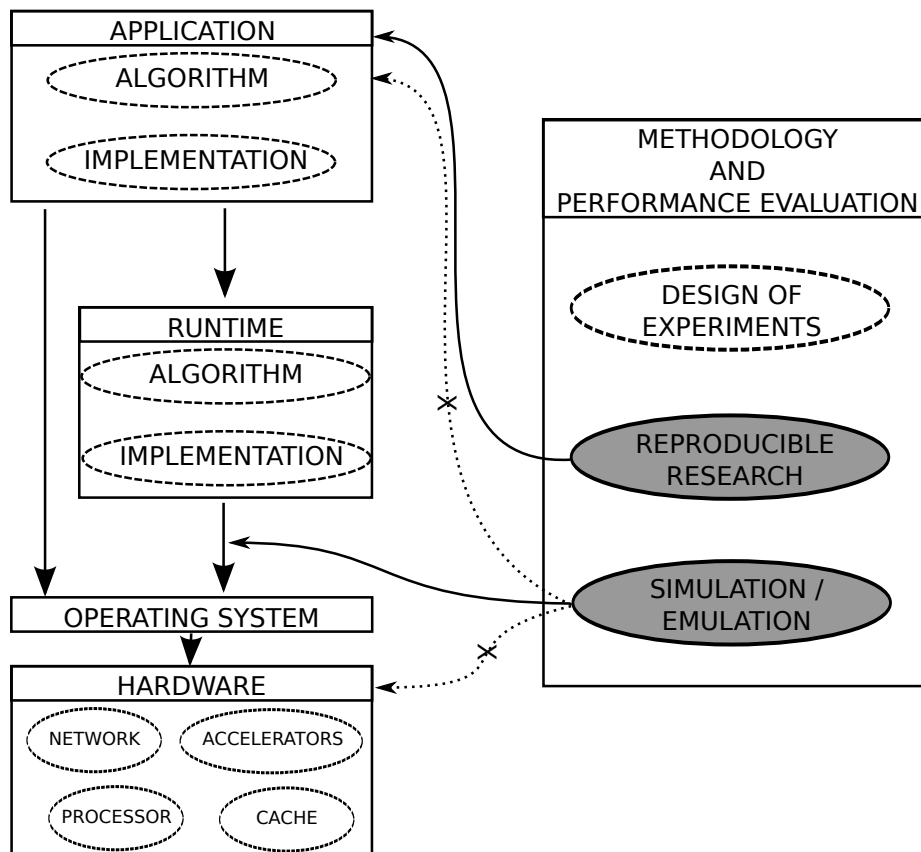 APPLICATION
ALGORITHM
IMPLEMENTATION
RUNTIME
ALGORITHM
IMPLEMENTATION
OPERATING SYSTEM
HARDWARE
NETWORK
ACCELERATORS
PROCESSOR
CACHE
METHODOLOGY
AND
PERFORMANCE EVALUATION
DESIGN OF
EXPERIMENTS
REPRODUCIBLE
RESEARCH
SIMULATION /
EMULATION
X
X